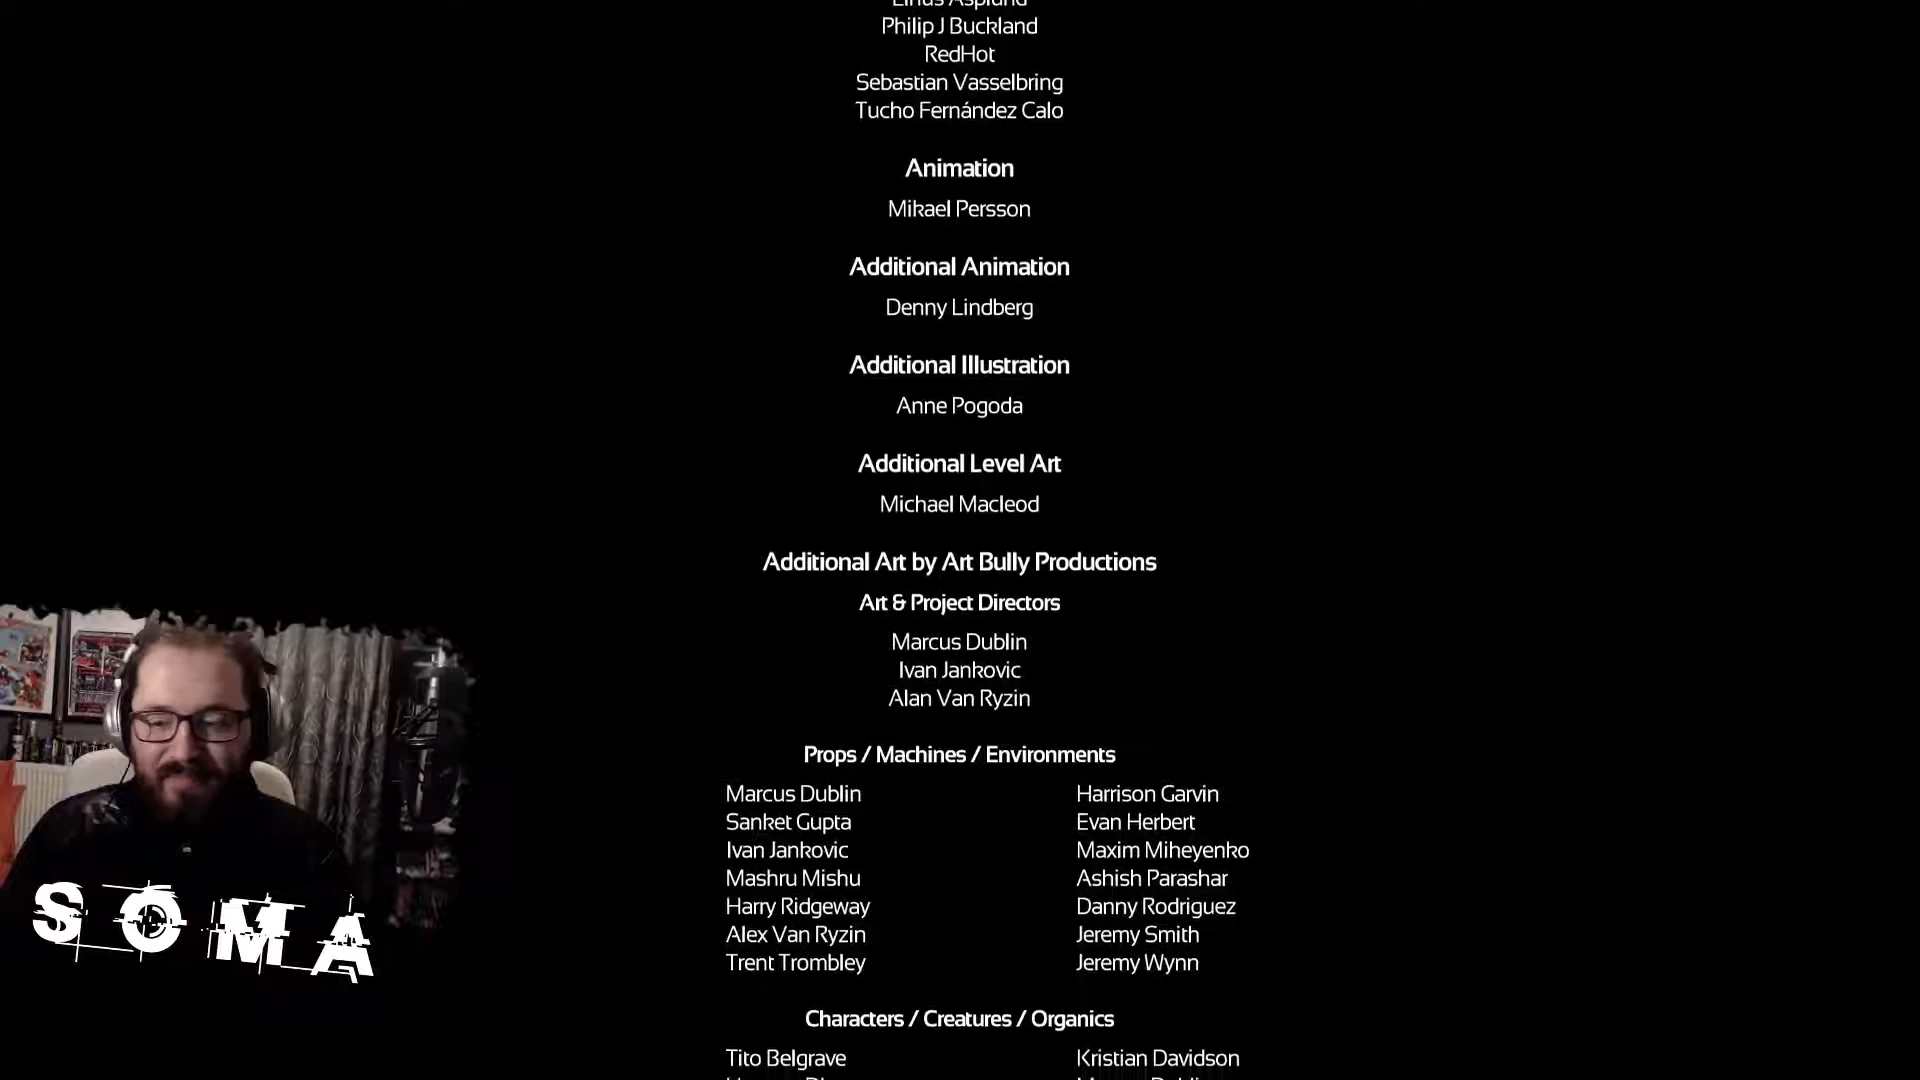 Philip J Buckland
RedHot
Sebastian Vasselbring
Tucho Fernández Calo
Animation
Mikael Persson
Additional Animation
Denny Lindberg
Additional Illustration
Anne Pogoda
Additional Level Art
Michael Macleod
Additional Art by Art Bully Productions
Art & Project Directors
Marcus Dublin
Ivan Jankovic
Alan Van Ryzin
Props / Machines / Environments
Marcus Dublin
Sanket Gupta
Ivan Jankovic
Mashru Mishu
Harry Ridgeway
Alex Van Ryzin
Trent Trombley
Harrison Garvin
Evan Herbert
Maxim Miheyenko
Ashish Parashar
Danny Rodriguez
Jeremy Smith
Jeremy Wynn
Characters / Creatures / Organics
Tito Belgrave
Kristian Davidson
SOMA